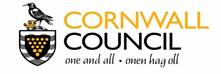 CORNWALL
COUNCIL
one and all • onen hag oll